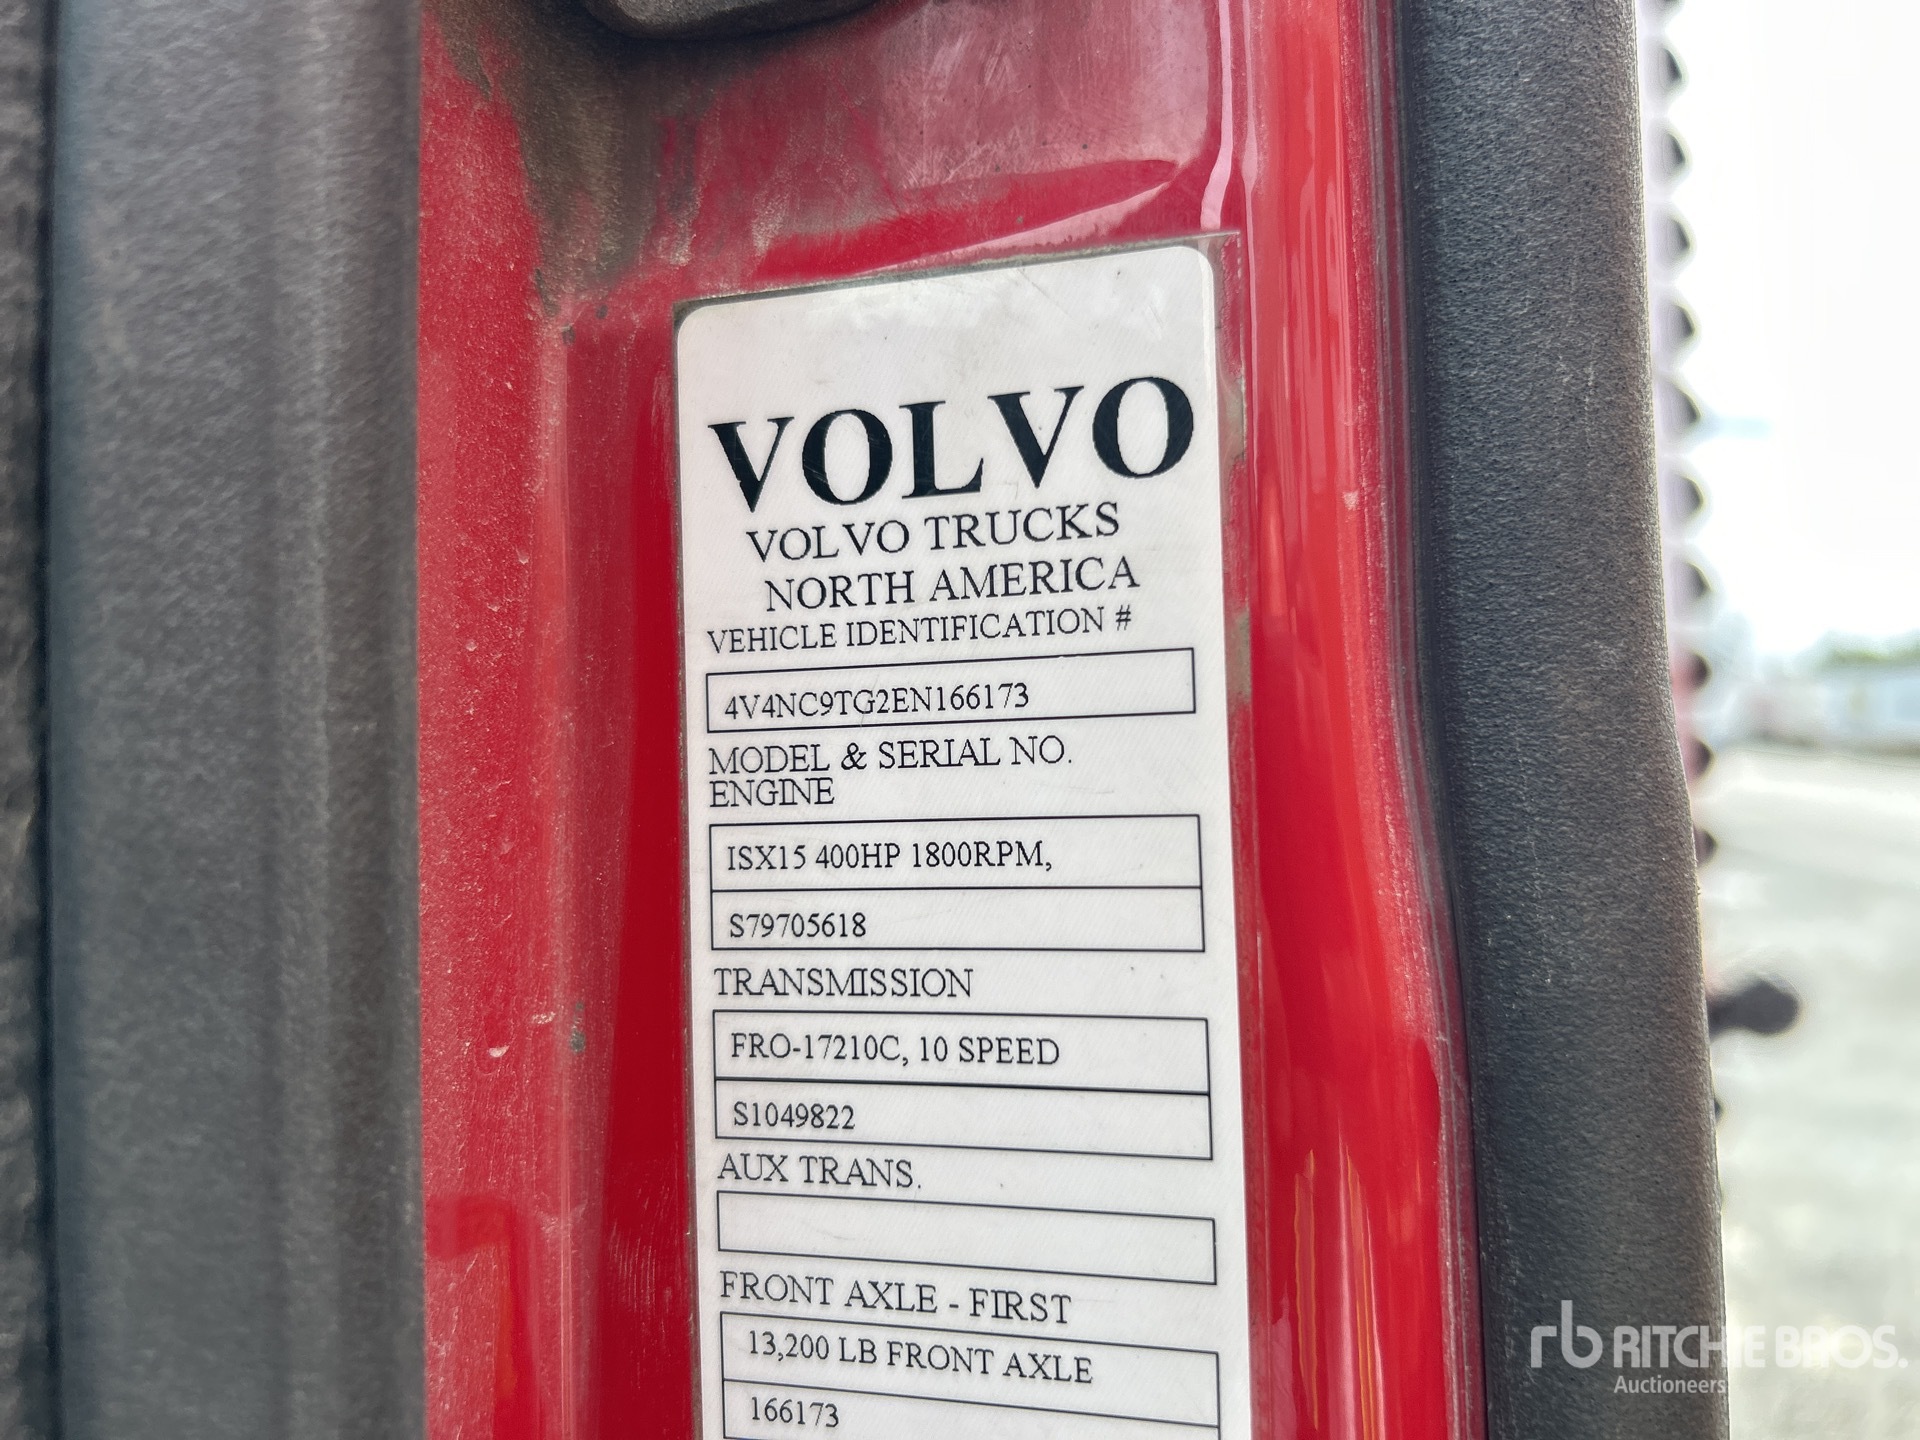 VOLVO
VOLVO TRUCKS
NORTH AMERICA
VEHICLE IDENTIFICATION #
4V4NC9TG2EN166173
MODEL & SERIAL NO.
ENGINE
ISX15 400HP 1800RPM,
S79705618
TRANSMISSION
FRO-17210C, 10 SPEED
S1049822
AUX TRANS.
FRONT AXLE - FIRST
13,200 LB FRONT AXLE
166173
rb RITCHIE BROS.
Auctioneers